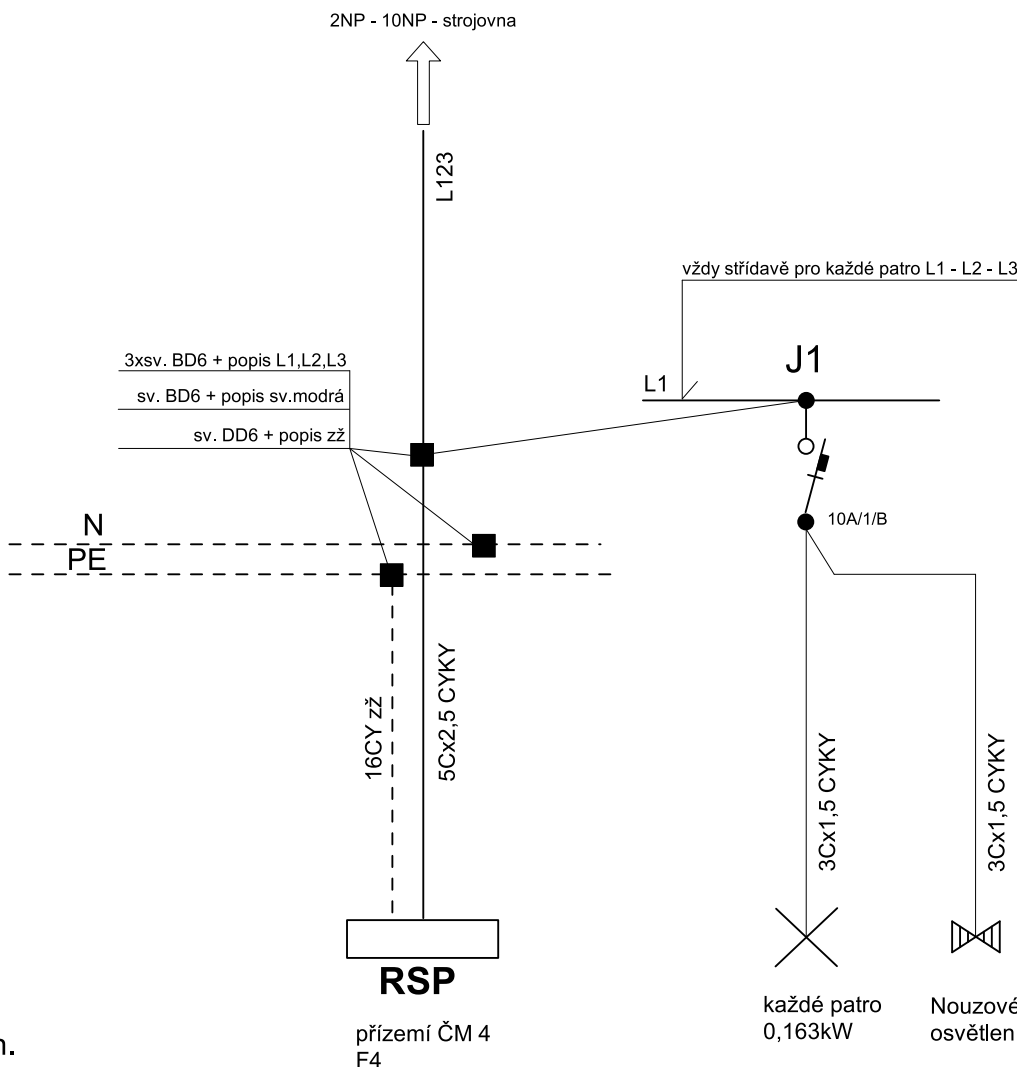 2NP - 10NP - strojovna
L123
vždy střídavě pro každé patro L1 - L2 - L3
3xsv. BD6 + popis L1,L2,L3
sv. BD6 + popis sv.modrá
sv. DD6 + popis zž
J1
L1
10A/1/B
N
PE
16CY zž
5Cx2,5 CYKY
3Cx1,5 CYKY
3Cx1,5 CYKY
RSP
přízemí ČM 4
F4
každé patro
0,163kW
Nouzové
osvětlen